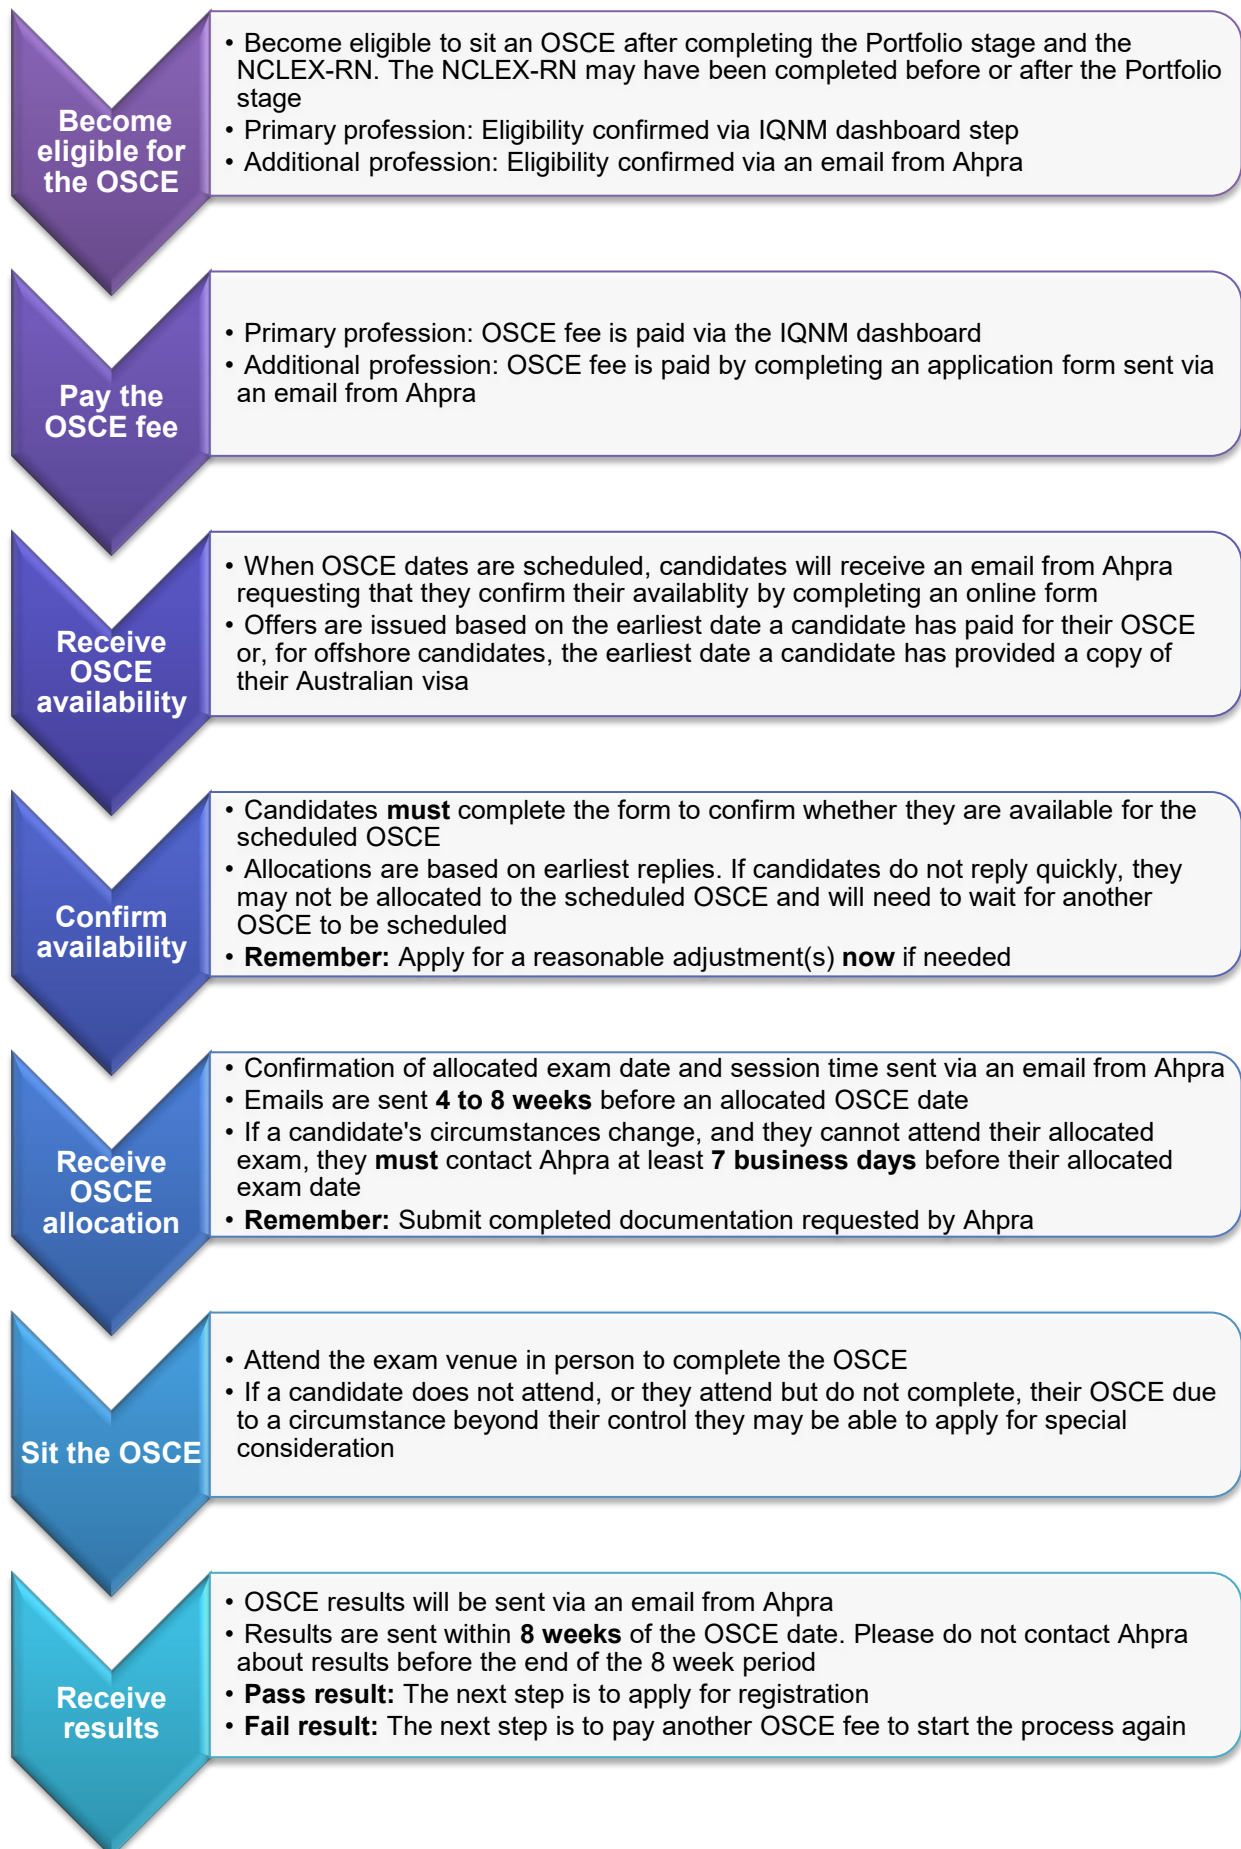 Become
eligible for
the OSCE
• Become eligible to sit an OSCE after completing the Portfolio stage and the
NCLEX-RN. The NCLEX-RN may have been completed before or after the Portfolio
stage
• Primary profession: Eligibility confirmed via IQNM dashboard step
• Additional profession: Eligibility confirmed via an email from Ahpra
Pay the
OSCE fee
• Primary profession: OSCE fee is paid via the IQNM dashboard
• Additional profession: OSCE fee is paid by completing an application form sent via
an email from Ahpra
Receive
OSCE
availability
• When OSCE dates are scheduled, candidates will receive an email from Ahpra
requesting that they confirm their availablity by completing an online form
• Offers are issued based on the earliest date a candidate has paid for their OSCE
or, for offshore candidates, the earliest date a candidate has provided a copy of
their Australian visa
Confirm
availability
• Candidates must complete the form to confirm whether they are available for the
scheduled OSCE
• Allocations are based on earliest replies. If candidates do not reply quickly, they
may not be allocated to the scheduled OSCE and will need to wait for another
OSCE to be scheduled
• Remember: Apply for a reasonable adjustment(s) now if needed
Receive
OSCE
allocation
• Confirmation of allocated exam date and session time sent via an email from Ahpra
• Emails are sent 4 to 8 weeks before an allocated OSCE date
• If a candidate's circumstances change, and they cannot attend their allocated
exam, they must contact Ahpra at least 7 business days before their allocated
exam date
• Remember: Submit completed documentation requested by Ahpra
Sit the OSCE
• Attend the exam venue in person to complete the OSCE
• If a candidate does not attend, or they attend but do not complete, their OSCE due
to a circumstance beyond their control they may be able to apply for special
consideration
Receive
results
• OSCE results will be sent via an email from Ahpra
• Results are sent within 8 weeks of the OSCE date. Please do not contact Ahpra
about results before the end of the 8 week period
• Pass result: The next step is to apply for registration
• Fail result: The next step is to pay another OSCE fee to start the process again